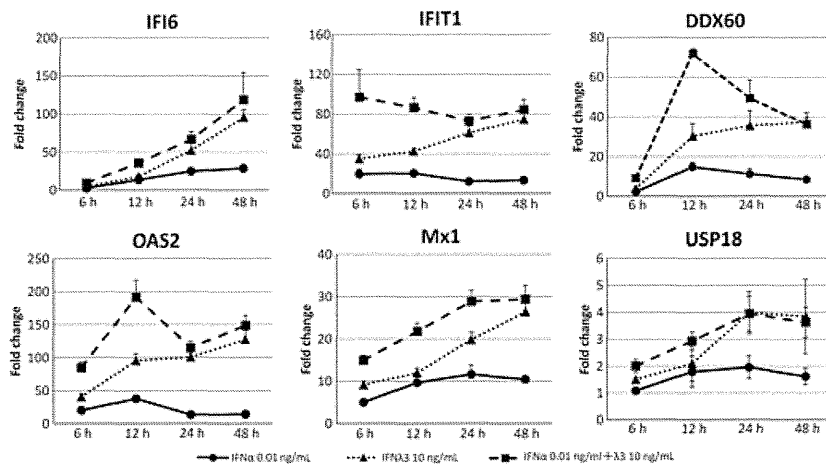 IFI6
Fold change
200
150
100
50
0
6 h 12 h 24 h 48 h
IFIT1
Fold change
160
120
80
40
0
6 h 12 h 24 h 48 h
DDX60
Fold change
80
60
40
20
0
6 h 12 h 24 h 48 h
OAS2
Fold change
250
200
150
100
50
0
6 h 12 h 24 h 48 h
Mx1
Fold change
40
30
20
10
0
6 h 12 h 24 h 48 h
USP18
Fold change
6
5
4
3
2
1
0
6 h 12 h 24 h 48 h
IFNα 0.01 ng/mL IFNλ3 10 ng/mL IFNα 0.01 ng/ml+λ3 10 ng/mL